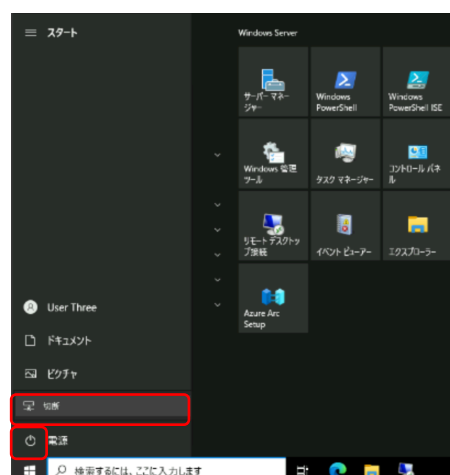 スタート
Windows Server
サーバー マネー
ジャー
Windows
PowerShell
Windows
PowerShell ISE
Windows 管理
ツール
タスク マネージャー
コントロール パネ
ル
リモート デスクトッ
プ接続
イベント ビューアー
エクスプローラー
Azure Arc
Setup
User Three
ドキュメント
ピクチャ
切断
電源
検索するには、ここに入力します